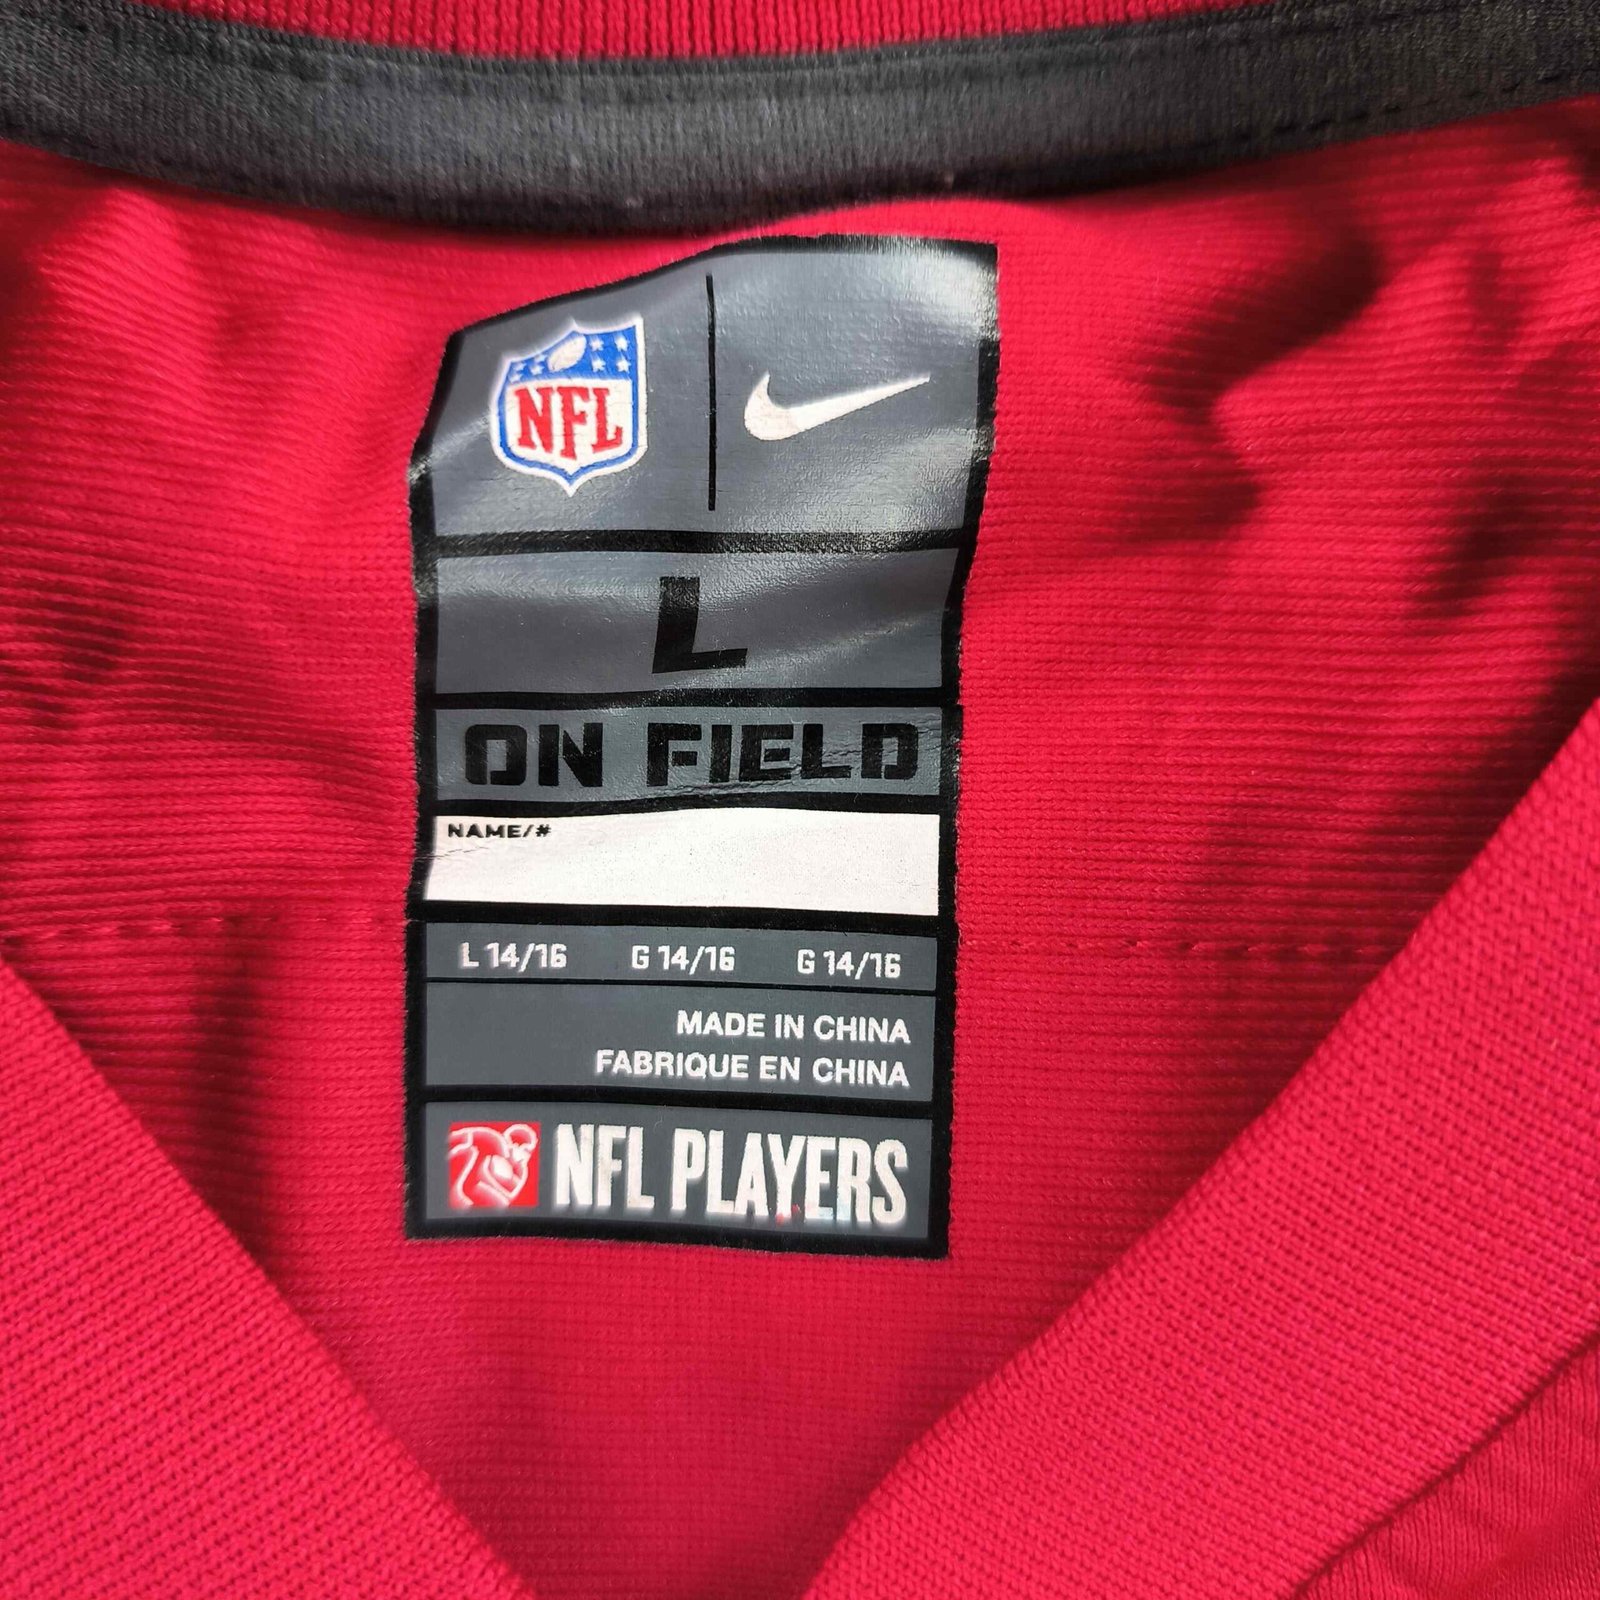 NFL
L
ON FIELD
NAME/#
L 14/16 G 14/16 G 14/16
MADE IN CHINA
FABRIQUE EN CHINA
NFL PLAYERS